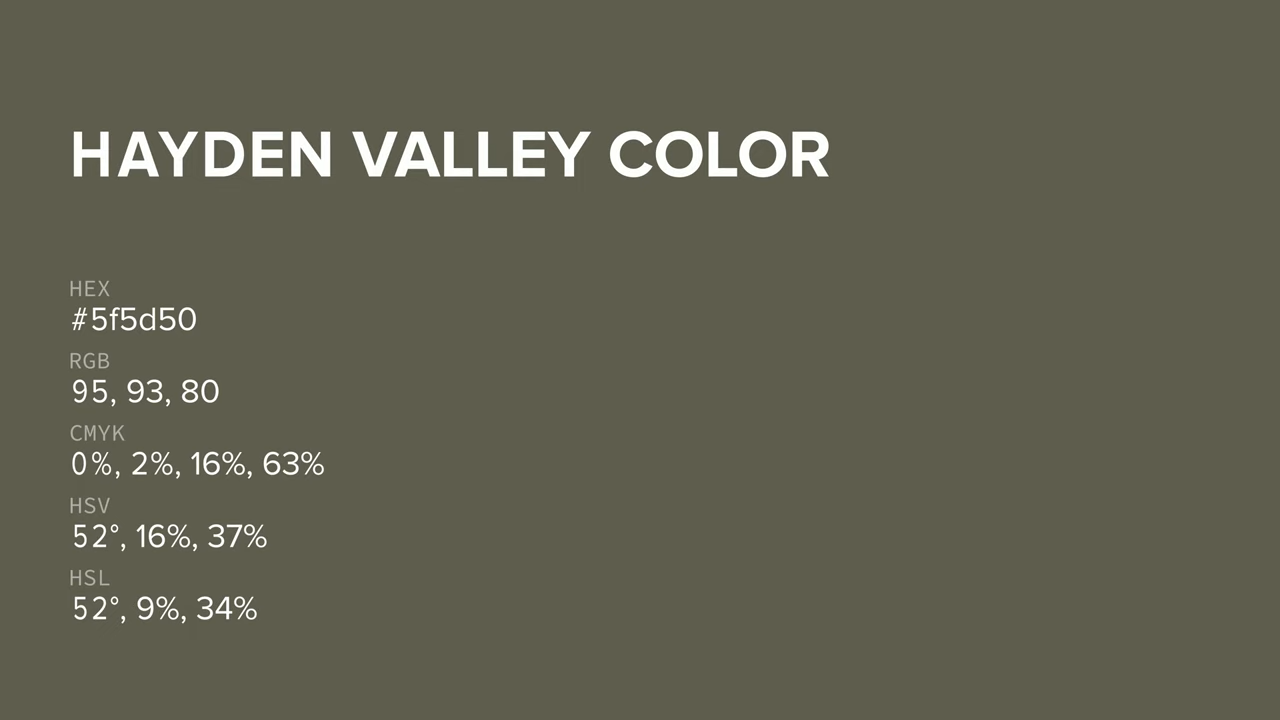 HAYDEN VALLEY COLOR
HEX
#5f5d50
RGB
95, 93, 80
CMYK
0%, 2%, 16%, 63%
HSV
52°, 16%, 37%
HSL
52°, 9%, 34%